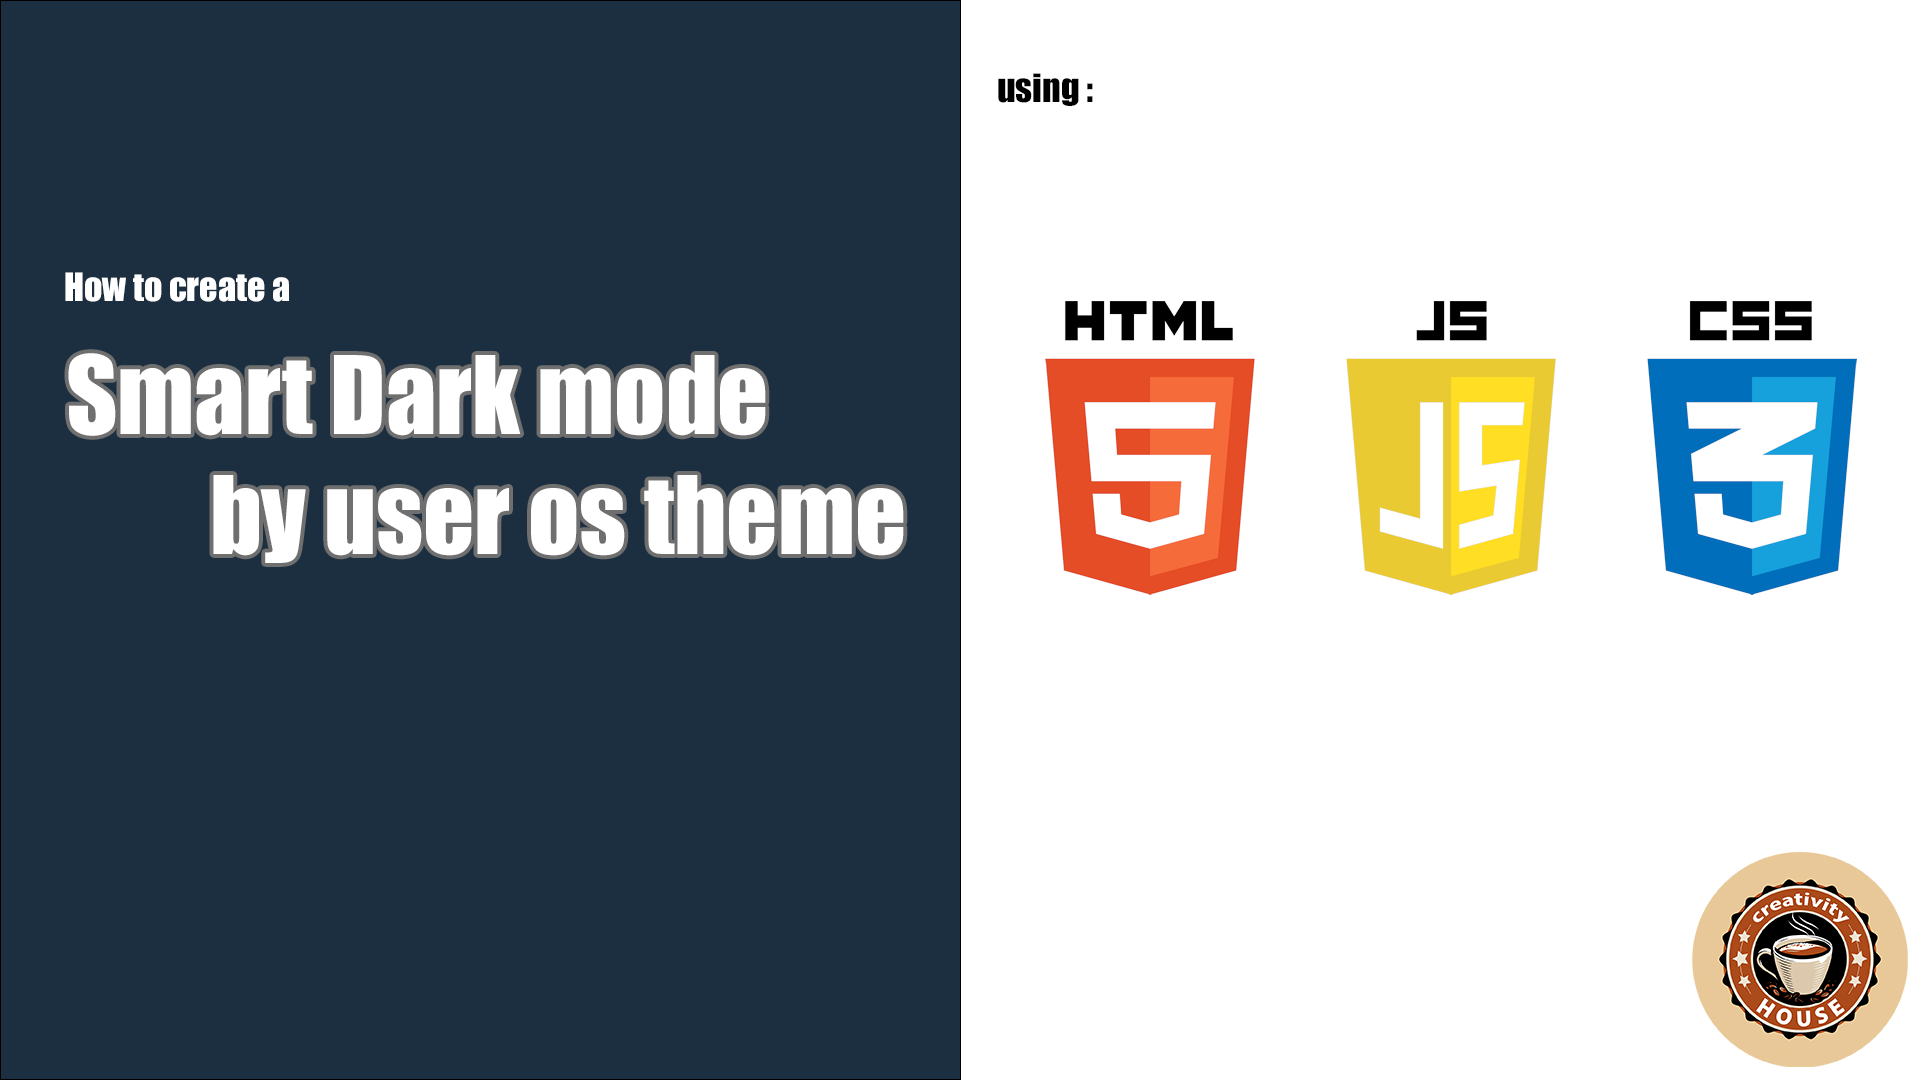 How to create a
Smart Dark mode
by user os theme
using :
HTML
JS
CSS
5
JS
3
creativity
HOUSE